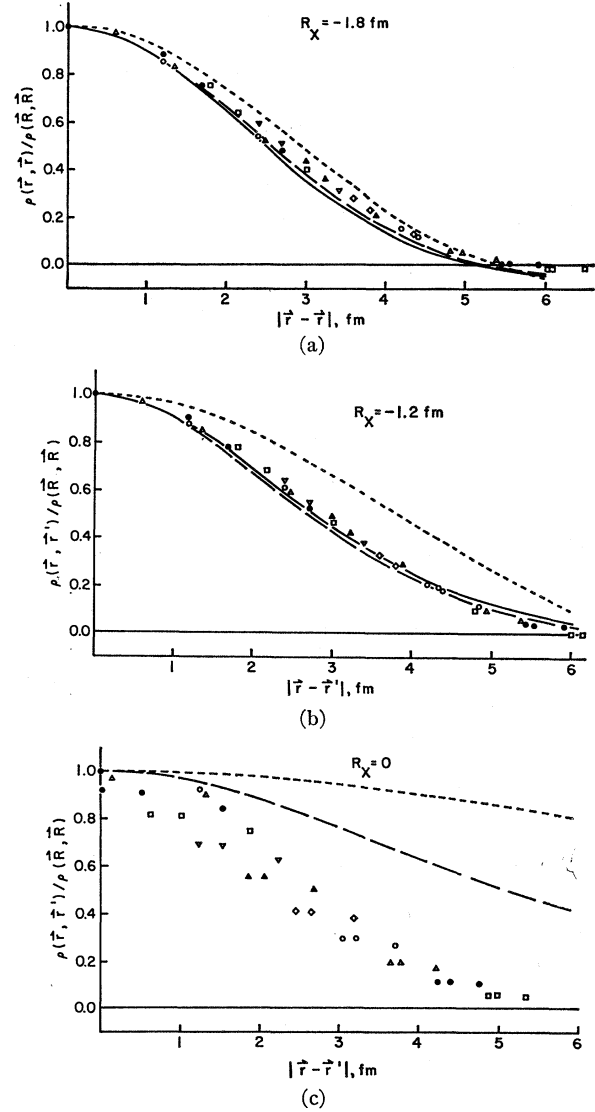 R_X = -1.8 fm
ρ(r⃗, r⃗)/ρ(R⃗, R⃗)
1.0
0.8
0.6
0.4
0.2
0.0
1 2 3 4 5 6
|r⃗ - r⃗|, fm
(a)
R_X = -1.2 fm
ρ(r⃗, r⃗')/ρ(R⃗, R⃗)
1.0
0.8
0.6
0.4
0.2
0.0
1 2 3 4 5 6
|r⃗ - r⃗'|, fm
(b)
R_X = 0
ρ(r⃗, r⃗')/ρ(R⃗, R⃗)
1.0
0.8
0.6
0.4
0.2
0.0
1 2 3 4 5 6
|r⃗ - r⃗'|, fm
(c)